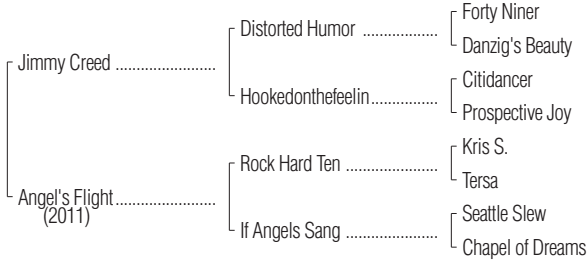 Forty Niner
Distorted Humor ..................
Danzig's Beauty
Jimmy Creed ........................
Citidancer
Hookedonthefeelin................
Prospective Joy
Kris S.
Rock Hard Ten ......................
Tersa
Angel's Flight ........................
(2011)
Seattle Slew
If Angels Sang ......................
Chapel of Dreams